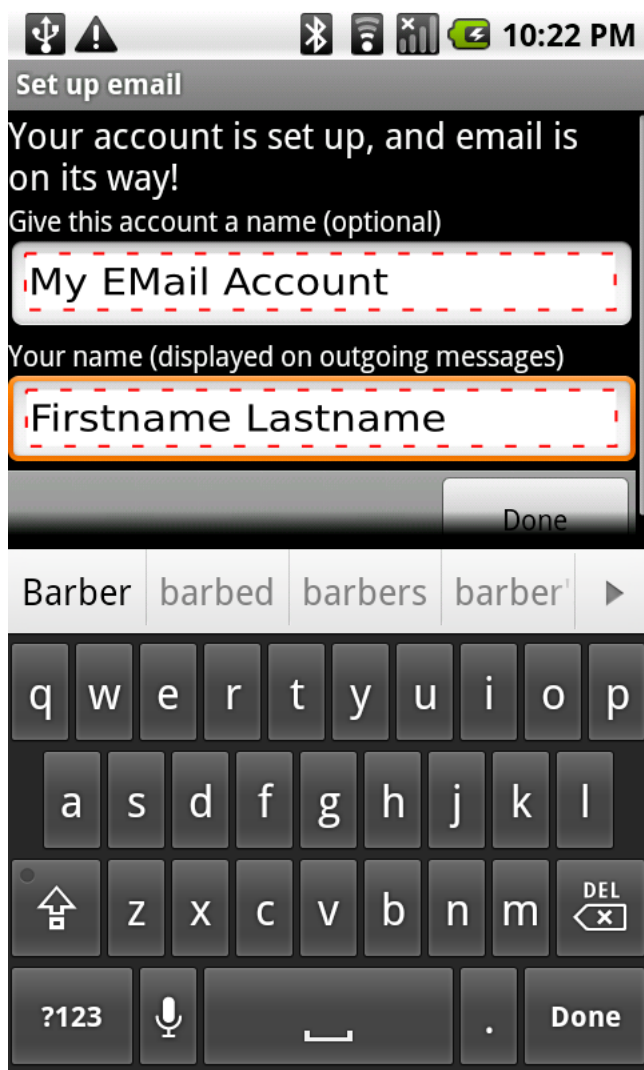 10:22 PM
Set up email
Your account is set up, and email is
on its way!
Give this account a name (optional)
My EMail Account
Your name (displayed on outgoing messages)
Firstname Lastname
Done
Barber barbed barbers barber'
q w e r t y u i o p
a s d f g h j k l
z x c v b n m DEL
?123 . Done